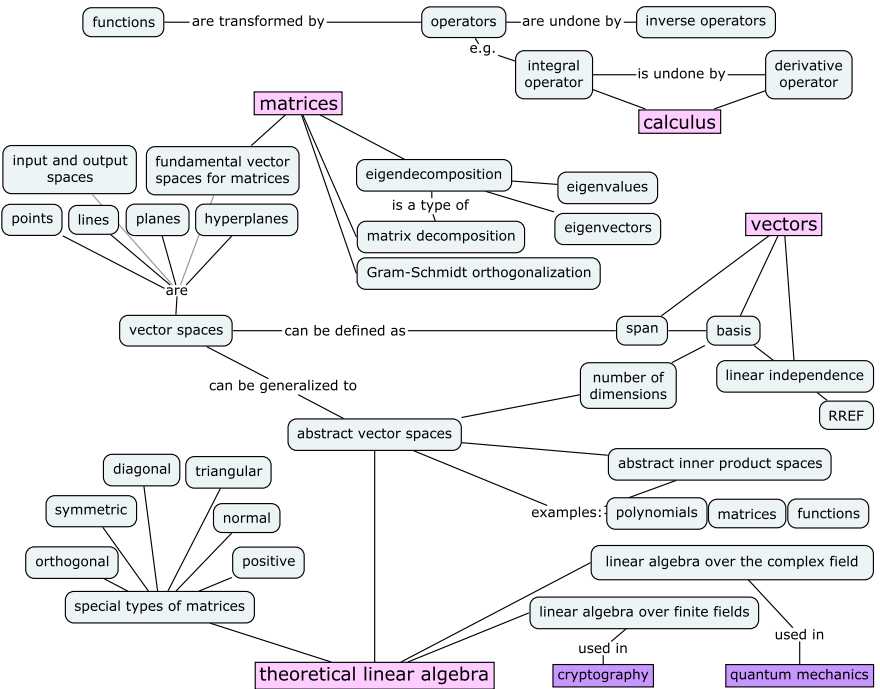 functions
are transformed by
operators
are undone by
inverse operators
e.g.
integral
operator
is undone by
derivative
operator
calculus
matrices
input and output
spaces
fundamental vector
spaces for matrices
eigendecomposition
eigenvalues
is a type of
eigenvectors
points
lines
planes
hyperplanes
matrix decomposition
vectors
Gram-Schmidt orthogonalization
are
vector spaces
can be defined as
span
basis
linear independence
number of
dimensions
can be generalized to
RREF
abstract vector spaces
abstract inner product spaces
diagonal
triangular
symmetric
normal
examples:
polynomials
matrices
functions
orthogonal
positive
linear algebra over the complex field
special types of matrices
linear algebra over finite fields
used in
used in
theoretical linear algebra
cryptography
quantum mechanics